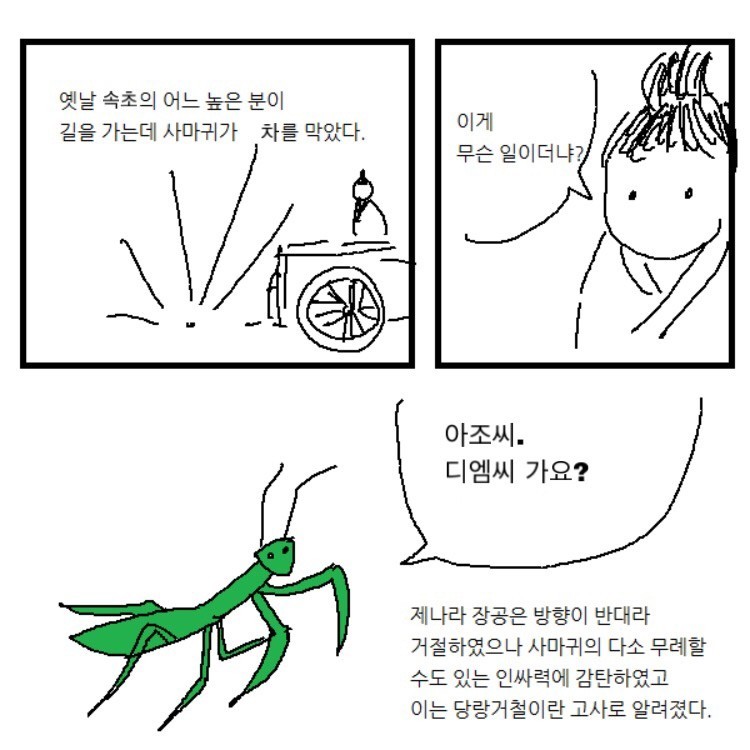 옛날 속초의 어느 높은 분이
길을 가는데 사마귀가 차를 막았다.
이게
무슨 일이더냐?
아조씨.
디엠씨 가요?
제나라 장공은 방향이 반대라
거절하였으나 사마귀의 다소 무례할
수도 있는 인싸력에 감탄하였고
이는 당랑거철이란 고사로 알려졌다.